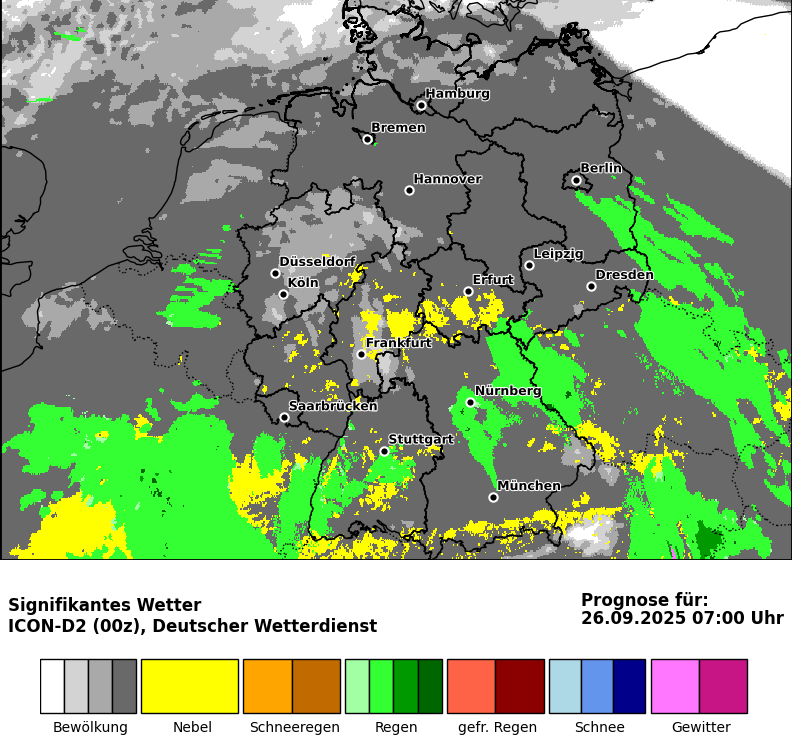 Hamburg
Bremen
Berlin
Hannover
Düsseldorf
Leipzig
Köln
Erfurt
Dresden
Frankfurt
Nürnberg
Saarbrücken
Stuttgart
München
Signifikantes Wetter
ICON-D2 (00z), Deutscher Wetterdienst
Prognose für:
26.09.2025 07:00 Uhr
Bewölkung Nebel Schneeregen Regen gefr. Regen Schnee Gewitter